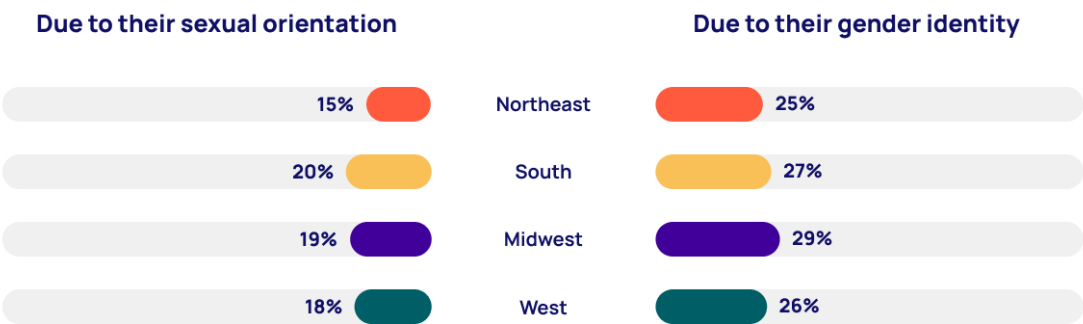 Due to their sexual orientation Due to their gender identity
15% Northeast 25%
20% South 27%
19% Midwest 29%
18% West 26%